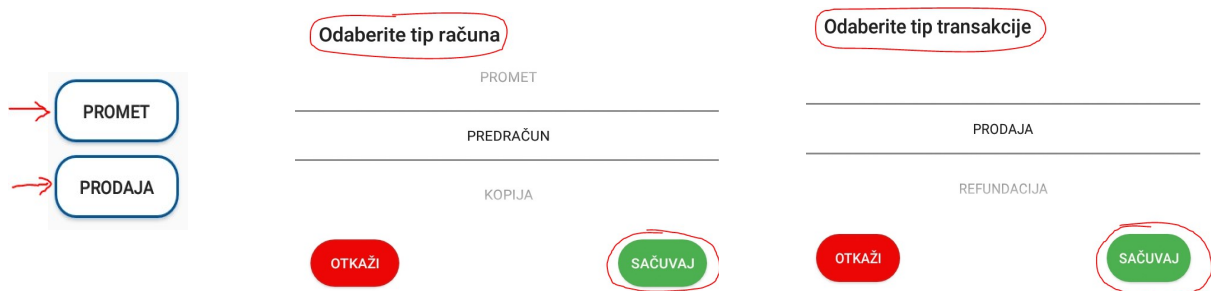 PROMET
PRODAJA
Odaberite tip računa
PROMET
PREDRAČUN
KOPIJA
OTKAŽI
SAČUVAJ
Odaberite tip transakcije
PRODAJA
REFUNDACIJA
OTKAŽI
SAČUVAJ